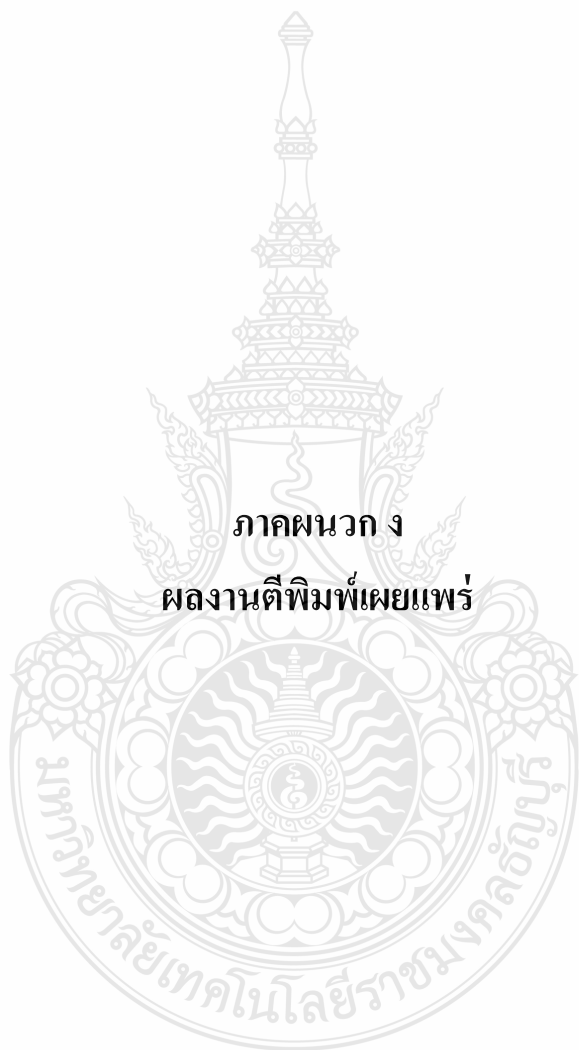 ภาคผนวก ง
ผลงานตีพิมพ์เผยแพร่
มหาวิทยาลัยเทคโนโลยีราชมงคลธัญบุรี